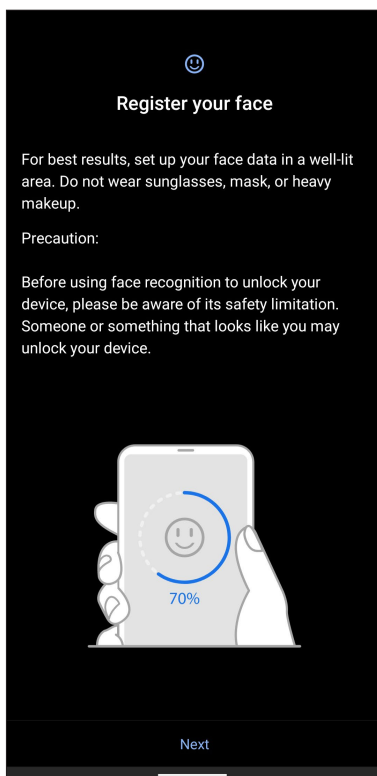 Register your face
For best results, set up your face data in a well-lit
area. Do not wear sunglasses, mask, or heavy
makeup.
Precaution:
Before using face recognition to unlock your
device, please be aware of its safety limitation.
Someone or something that looks like you may
unlock your device.
70%
Next